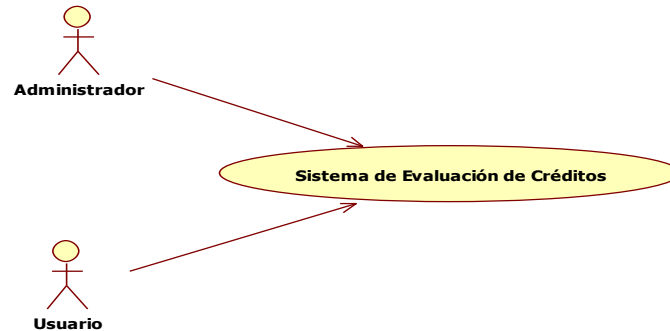 Administrador
Sistema de Evaluación de Créditos
Usuario